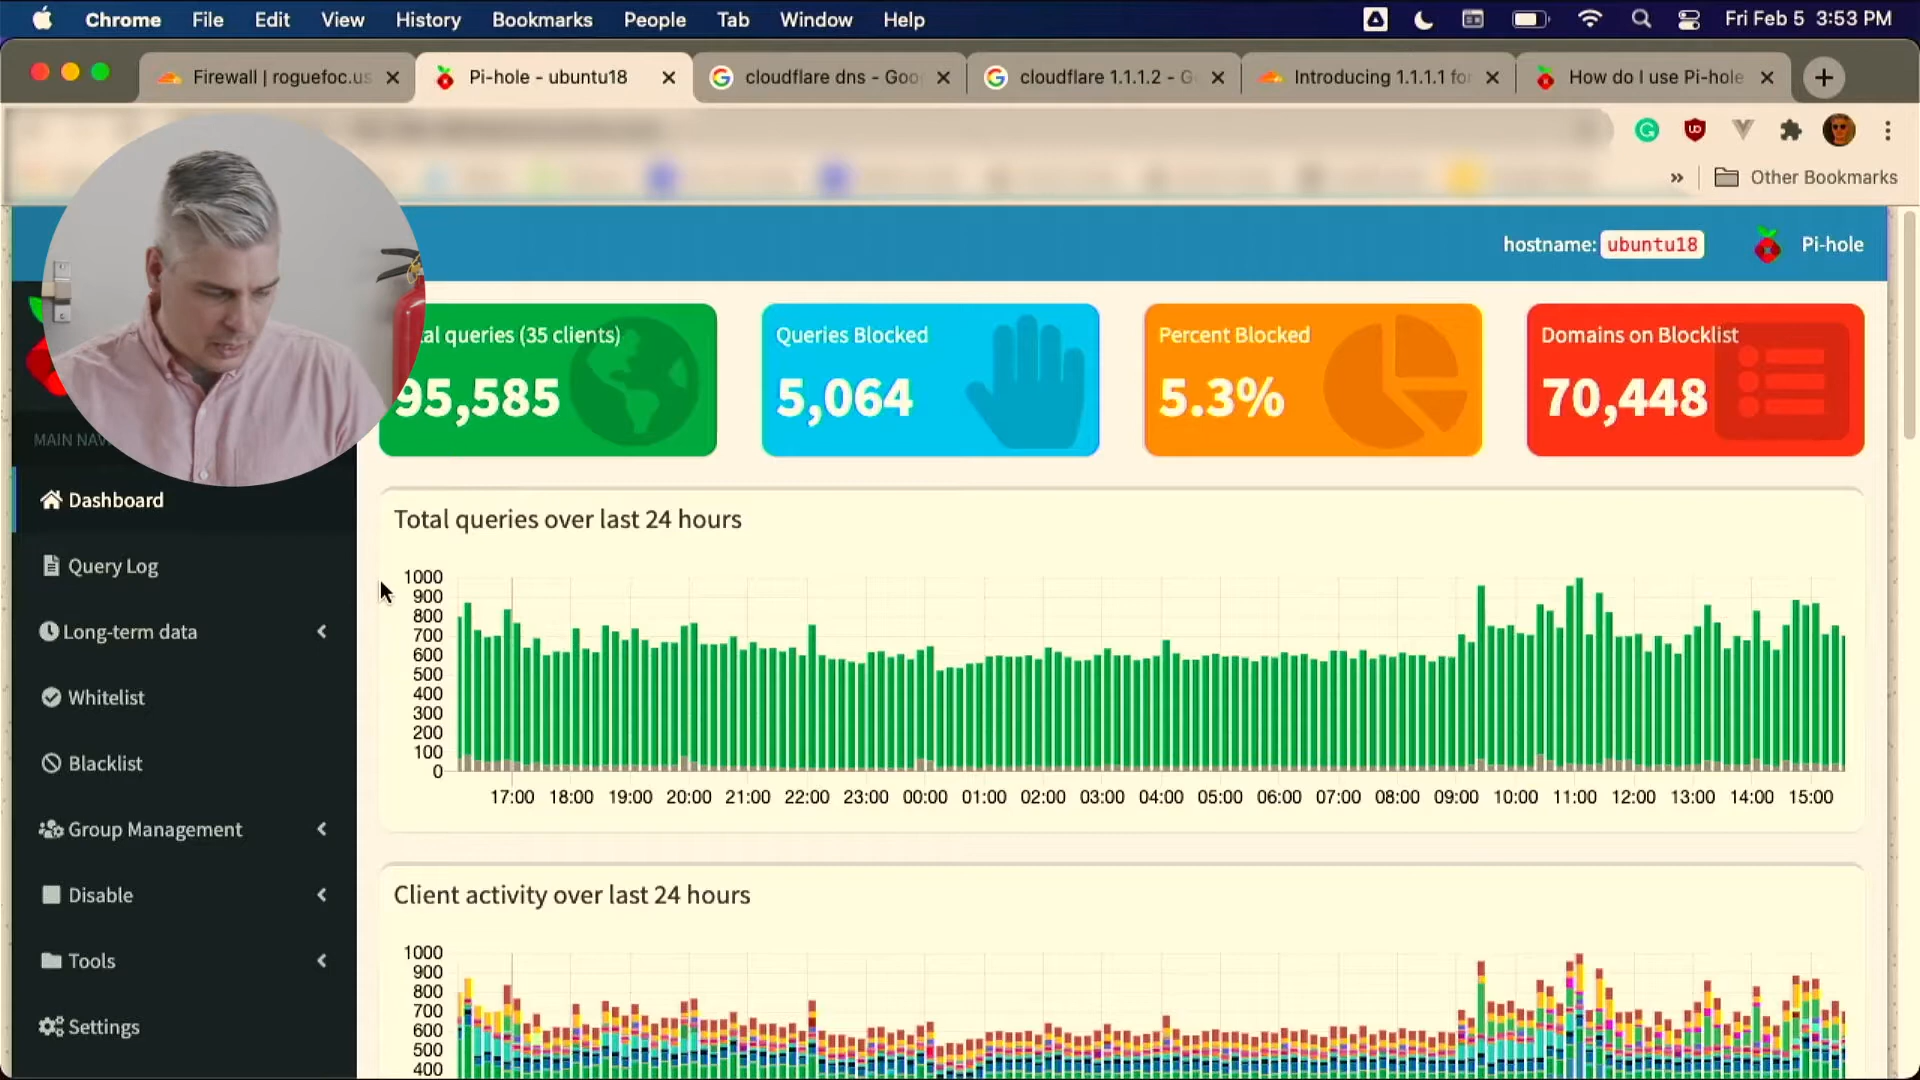 Chrome File Edit View History Bookmarks People Tab Window Help
Fri Feb 5 3:53 PM
Firewall | roguefoc.us
Pi-hole - ubuntu18
cloudflare dns - Goo
cloudflare 1.1.1.2 - G
Introducing 1.1.1.1 for
How do I use Pi-hole
Other Bookmarks
hostname: ubuntu18
Pi-hole
al queries (35 clients)
95,585
Queries Blocked
5,064
Percent Blocked
5.3%
Domains on Blocklist
70,448
MAIN NAV
Dashboard
Query Log
Long-term data
Whitelist
Blacklist
Group Management
Disable
Tools
Settings
Total queries over last 24 hours
1000
900
800
700
600
500
400
300
200
100
0
17:00 18:00 19:00 20:00 21:00 22:00 23:00 00:00 01:00 02:00 03:00 04:00 05:00 06:00 07:00 08:00 09:00 10:00 11:00 12:00 13:00 14:00 15:00
Client activity over last 24 hours
1000
900
800
700
600
500
400